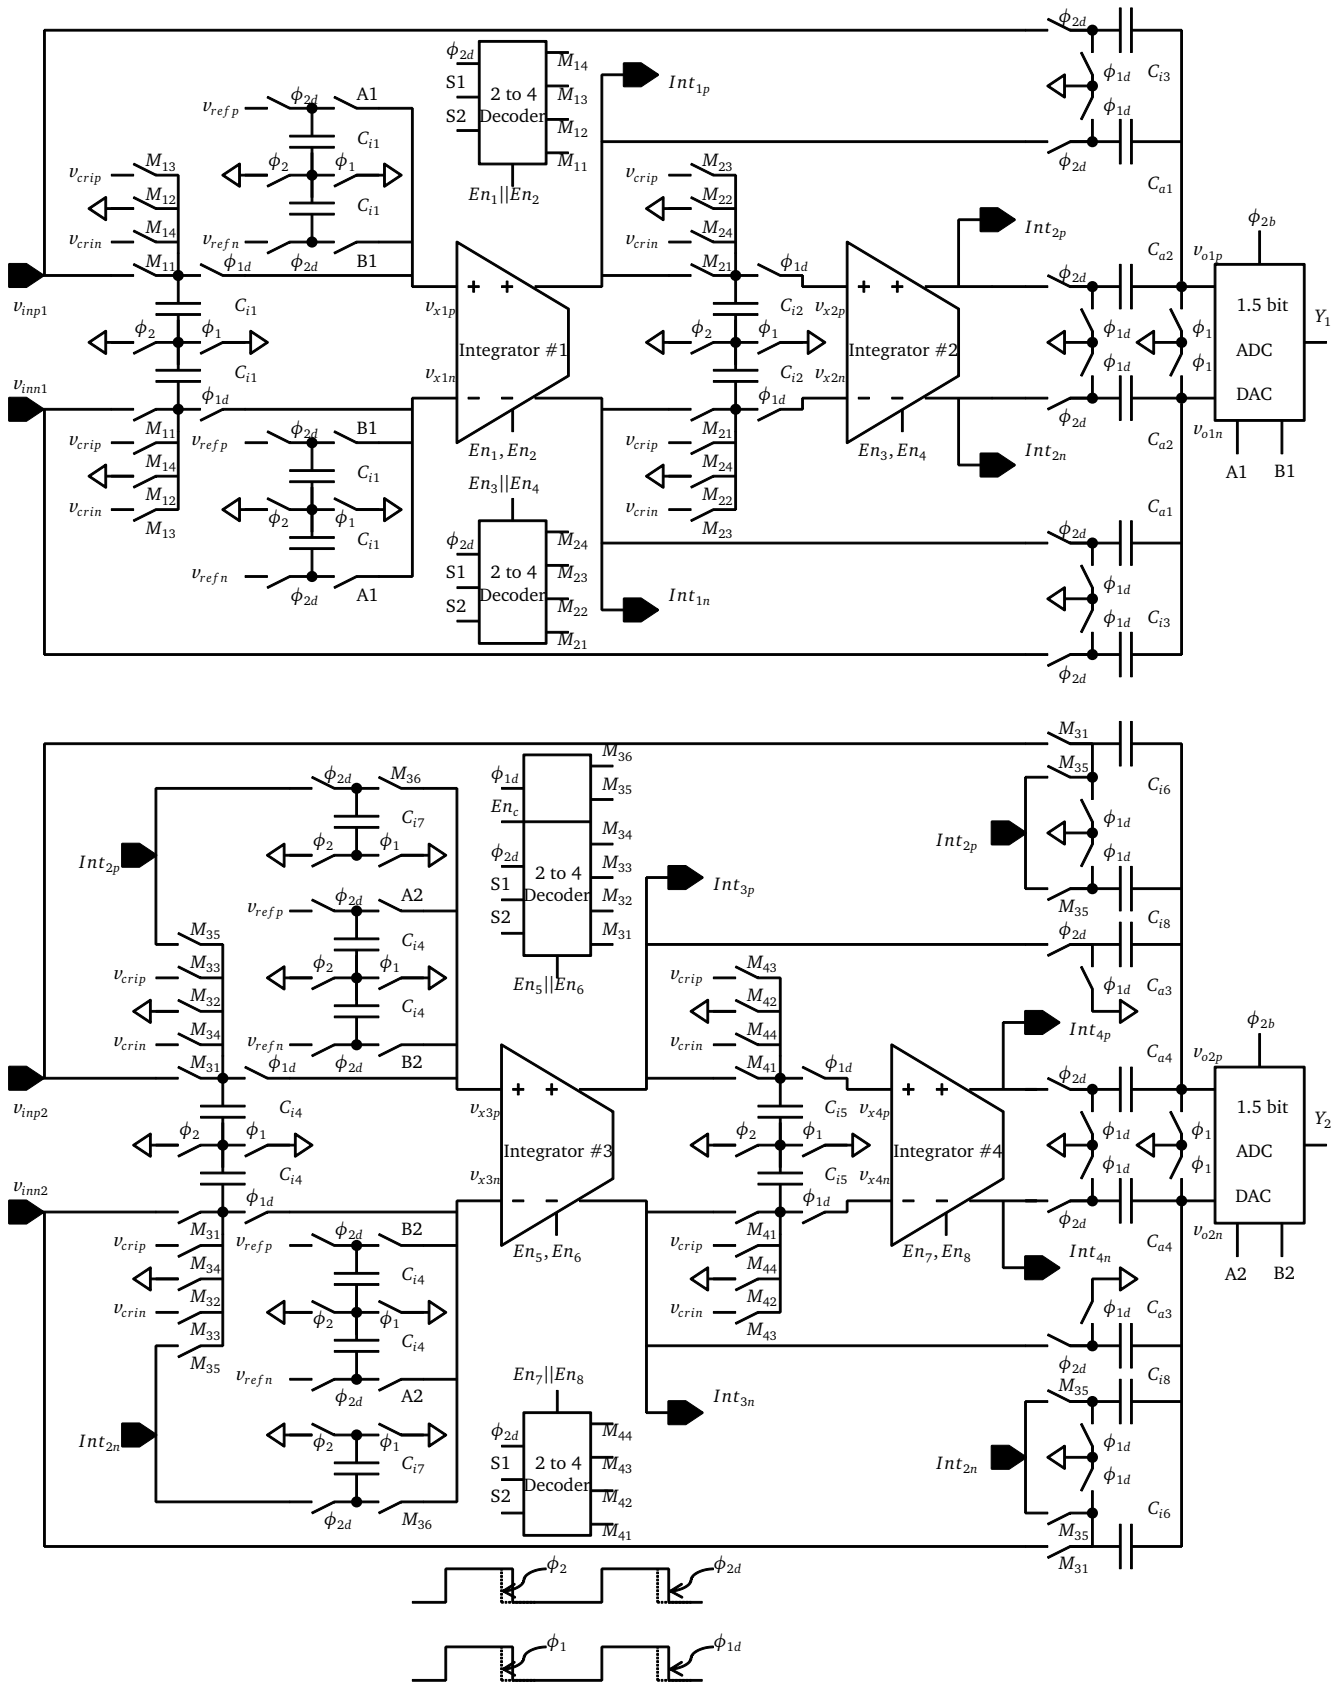 ϕ2d
ϕ2d 2 to 4 Decoder M14
S1 M13
S2 M12
M11
En1||En2
Int1p
ϕ1d Ci3
ϕ1d
ϕ2d
Ca1
vrefp ϕ2d A1
Ci1
ϕ2 ϕ1
Ci1
vrefn ϕ2d B1
vcrip M13
M12
vcrin M14
M11 ϕ1d
vinp1
Ci1
ϕ2 ϕ1
Ci1
vinn1
ϕ1d
M11
vcrip
M14
M12
vcrin
M13
vrefp ϕ2d B1
Ci1
ϕ2 ϕ1
Ci1
vrefn ϕ2d A1
vx1p
Integrator #1
vx1n
+ +
− −
En1, En2
En3||En4
ϕ2d 2 to 4 Decoder M24
S1 M23
S2 M22
M21
Int1n
vcrip M23
M22
vcrin M24
M21 ϕ1d
Ci2
ϕ2 ϕ1
Ci2
ϕ1d
M21
vcrip
M24
M22
vcrin
M23
vx2p
Integrator #2
vx2n
+ +
− −
En3, En4
Int2p
Int2n
ϕ2d Ca2
ϕ1d ϕ1
ϕ1d ϕ1
ϕ2d Ca2
vo1p
vo1n
ϕ2b
1.5 bit
ADC
DAC
Y1
A1 B1
Ca1
ϕ2d
ϕ1d
ϕ1d Ci3
ϕ2d
M31
M35
Ci6
Int2p
ϕ1d
ϕ1d
M35
Ci8
ϕ2d
ϕ1d Ca3
ϕ1d
Enc
ϕ2d
S1
S2
2 to 4
Decoder
M36
M35
M34
M33
M32
M31
En5||En6
Int3p
ϕ2d M36
Ci7
ϕ2 ϕ1
Int2p
vrefp ϕ2d A2
Ci4
ϕ2 ϕ1
Ci4
vrefn ϕ2d B2
M35
vcrip M33
M32
vcrin M34
M31 ϕ1d
vinp2
Ci4
ϕ2 ϕ1
Ci4
vinn2
ϕ1d
M31
vcrip
M34
M32
vcrin
M33
M35
Int2n
vrefp ϕ2d B2
Ci4
ϕ2 ϕ1
Ci4
vrefn ϕ2d A2
ϕ2 ϕ1
Ci7
ϕ2d M36
vx3p
Integrator #3
vx3n
+ +
− −
En5, En6
En7||En8
ϕ2d 2 to 4 Decoder M44
S1 M43
S2 M42
M41
Int3n
vcrip M43
M42
vcrin M44
M41 ϕ1d
Ci5
ϕ2 ϕ1
Ci5
ϕ1d
M41
vcrip
M44
M42
vcrin
M43
vx4p
Integrator #4
vx4n
+ +
− −
En7, En8
Int4p
Int4n
ϕ2d Ca4
ϕ1d ϕ1
ϕ1d ϕ1
ϕ2d Ca4
vo2p
vo2n
ϕ2b
1.5 bit
ADC
DAC
Y2
A2 B2
ϕ1d Ca3
ϕ2d
M35 Ci8
ϕ1d
Int2n
ϕ1d
M35 Ci6
M31
ϕ2 ϕ2d
ϕ1 ϕ1d